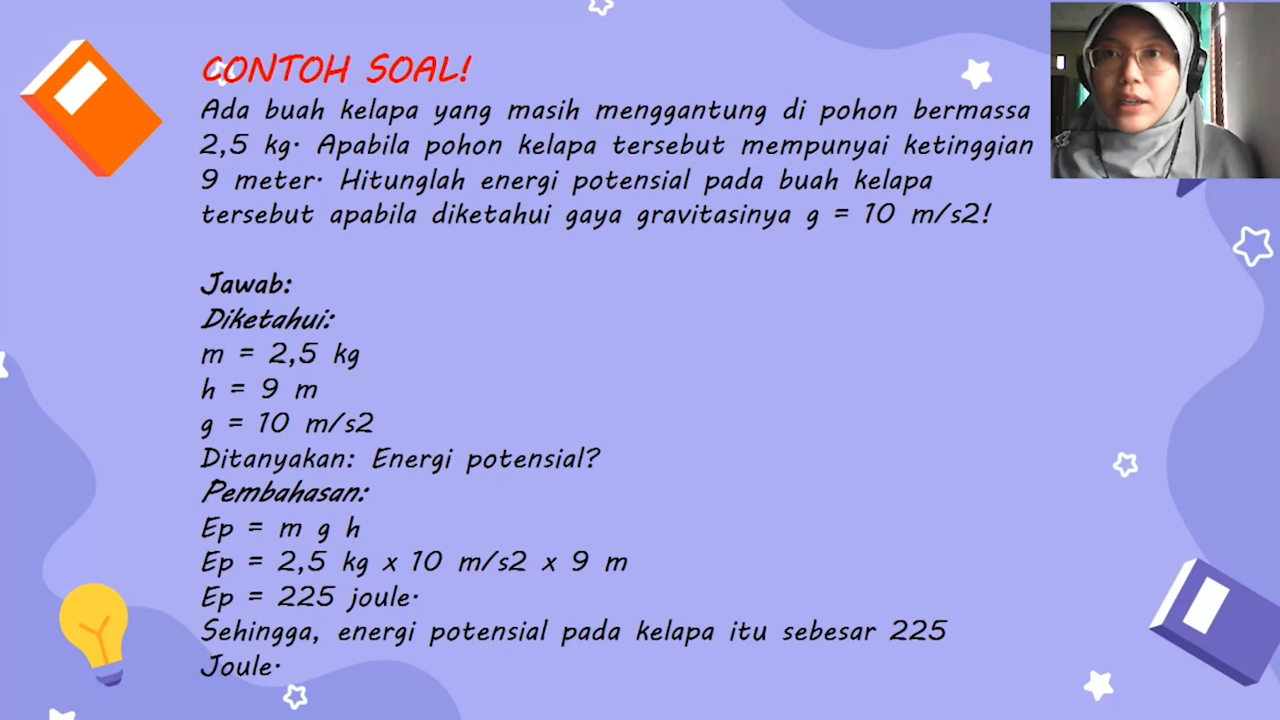 CONTOH SOAL!
Ada buah kelapa yang masih menggantung di pohon bermassa
2,5 kg. Apabila pohon kelapa tersebut mempunyai ketinggian
9 meter. Hitunglah energi potensial pada buah kelapa
tersebut apabila diketahui gaya gravitasinya g = 10 m/s2!
Jawab:
Diketahui:
m = 2,5 kg
h = 9 m
g = 10 m/s2
Ditanyakan: Energi potensial?
Pembahasan:
Ep = m g h
Ep = 2,5 kg x 10 m/s2 x 9 m
Ep = 225 joule.
Sehingga, energi potensial pada kelapa itu sebesar 225
Joule.